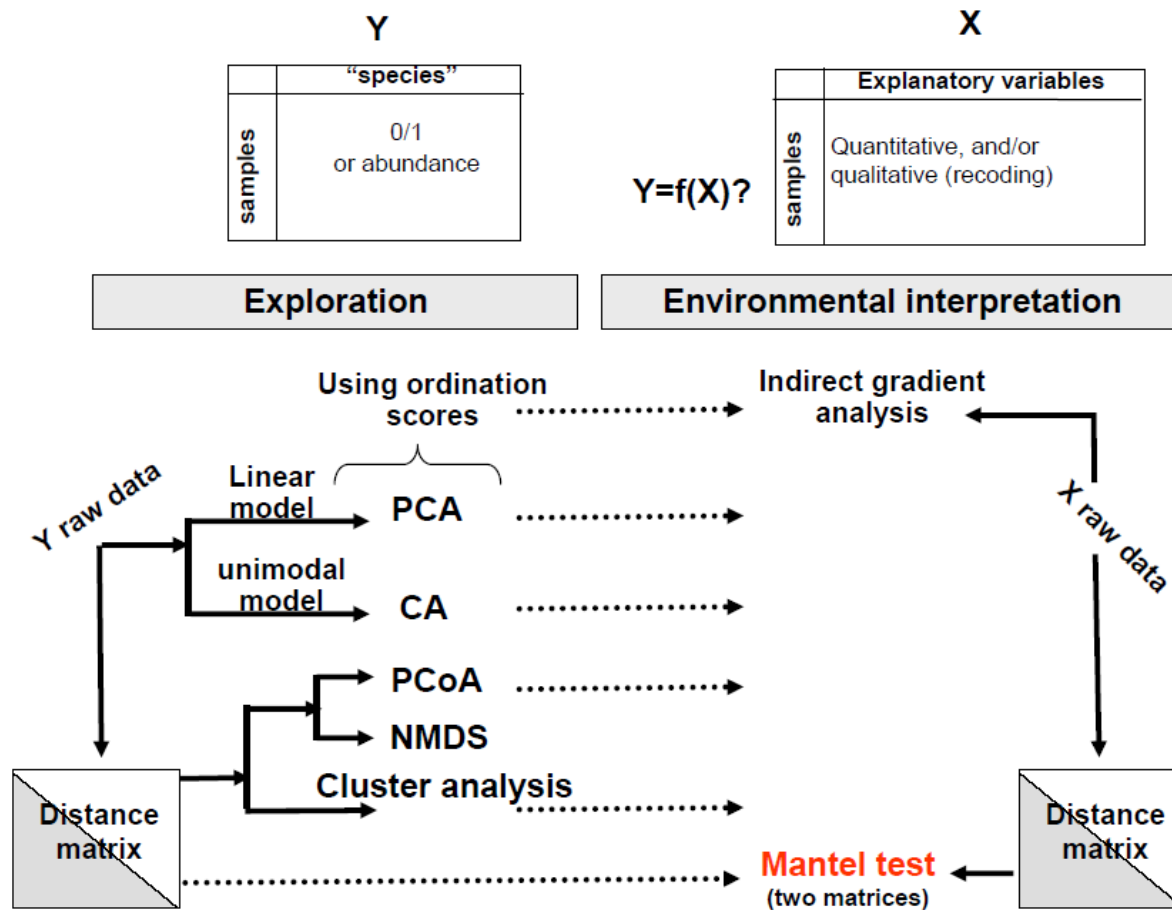 Y
X
“species”
samples
0/1
or abundance
Y=f(X)?
Explanatory variables
samples
Quantitative, and/or
qualitative (recoding)
Exploration
Environmental interpretation
Using ordination
scores
Indirect gradient
analysis
Y raw data
Linear
model
PCA
unimodal
model
CA
X raw data
PCoA
NMDS
Cluster analysis
Distance
matrix
Distance
matrix
Mantel test
(two matrices)